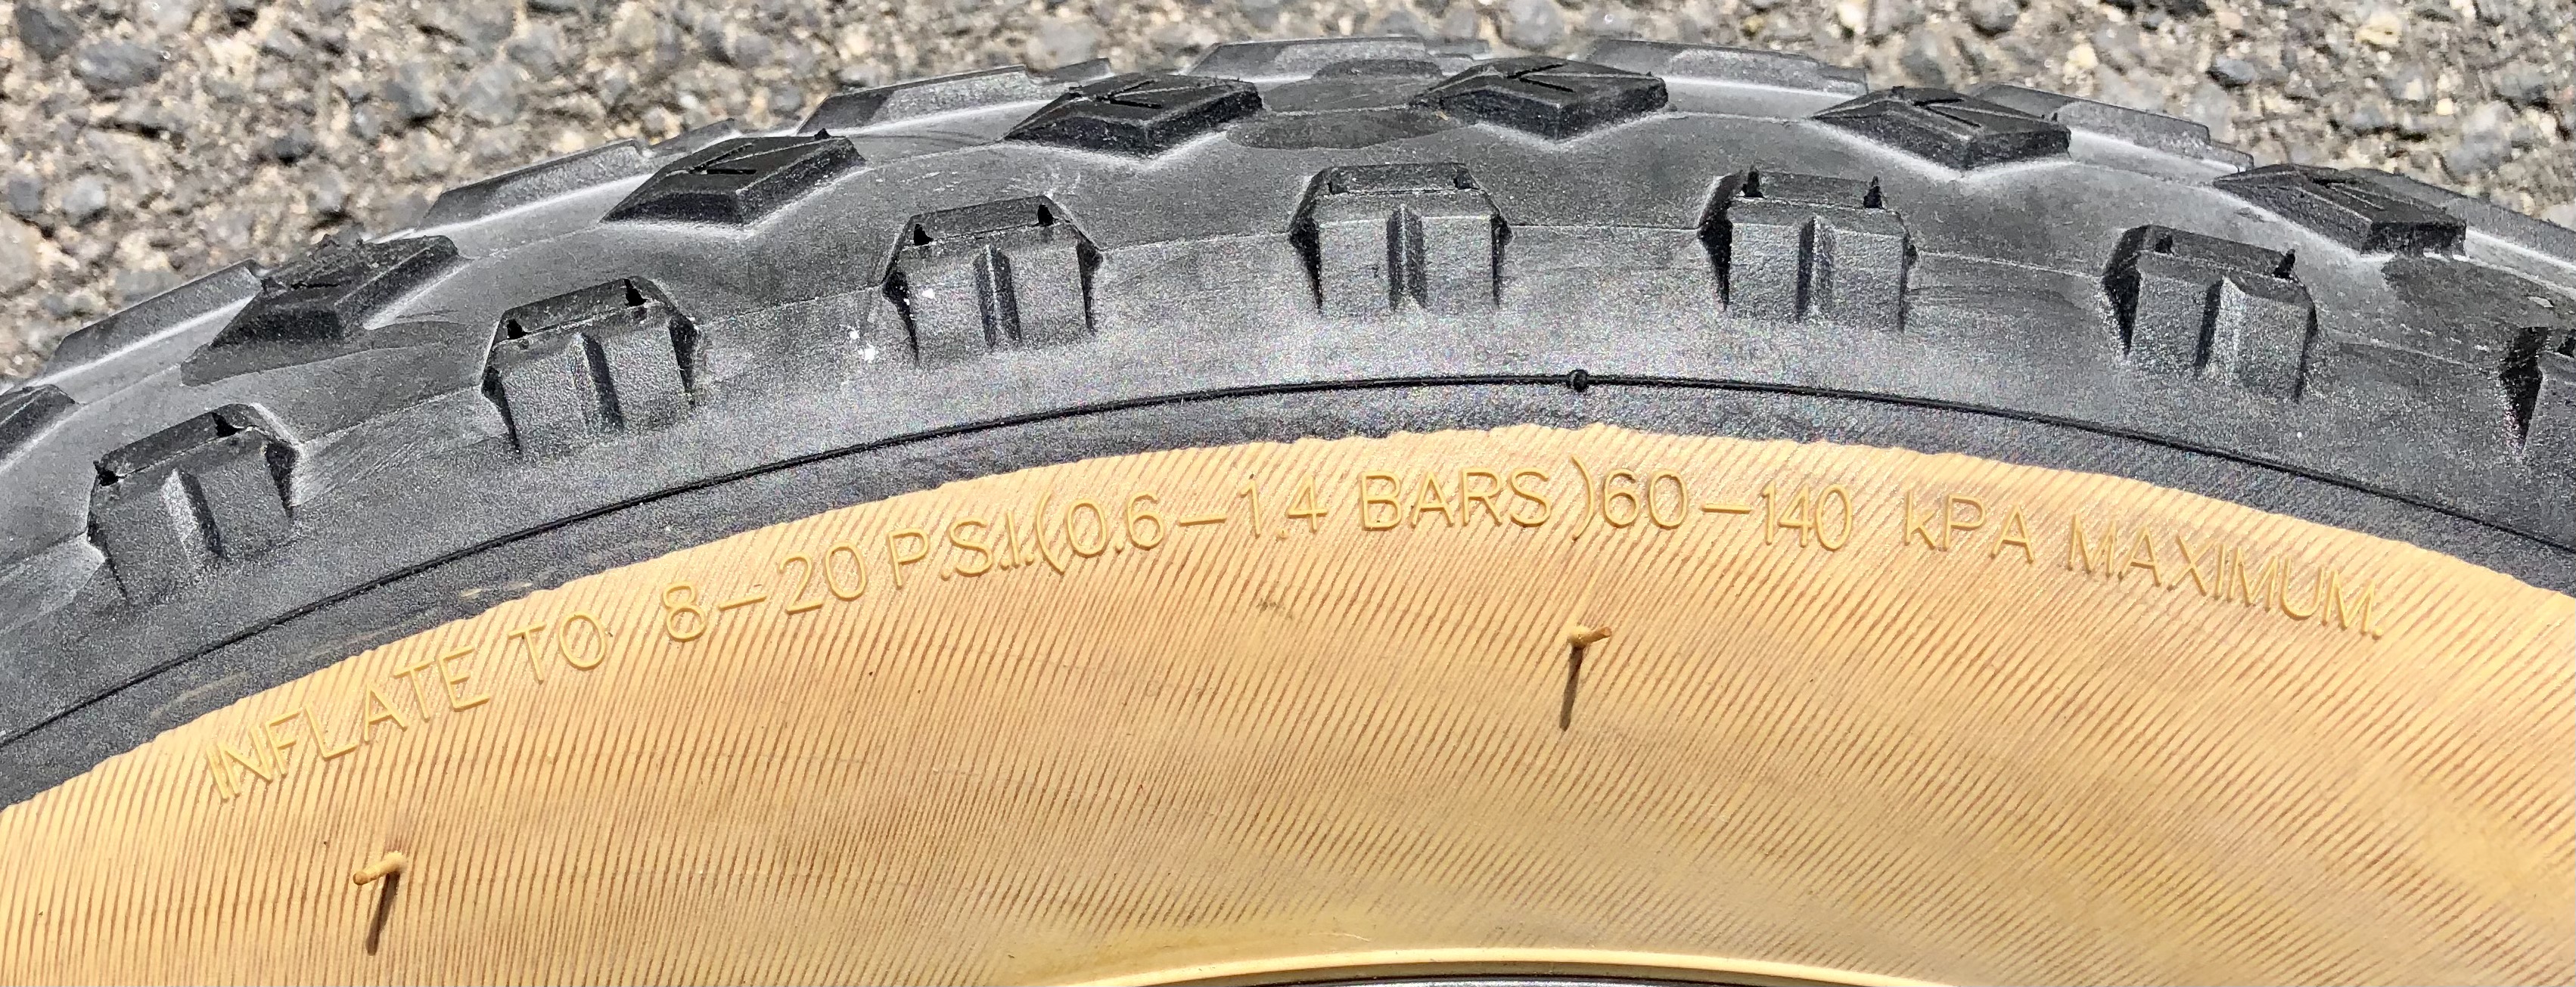 INFLATE TO 8-20 P.S.I.(0.6-1.4 BARS)60-140 kPA MAXIMUM.